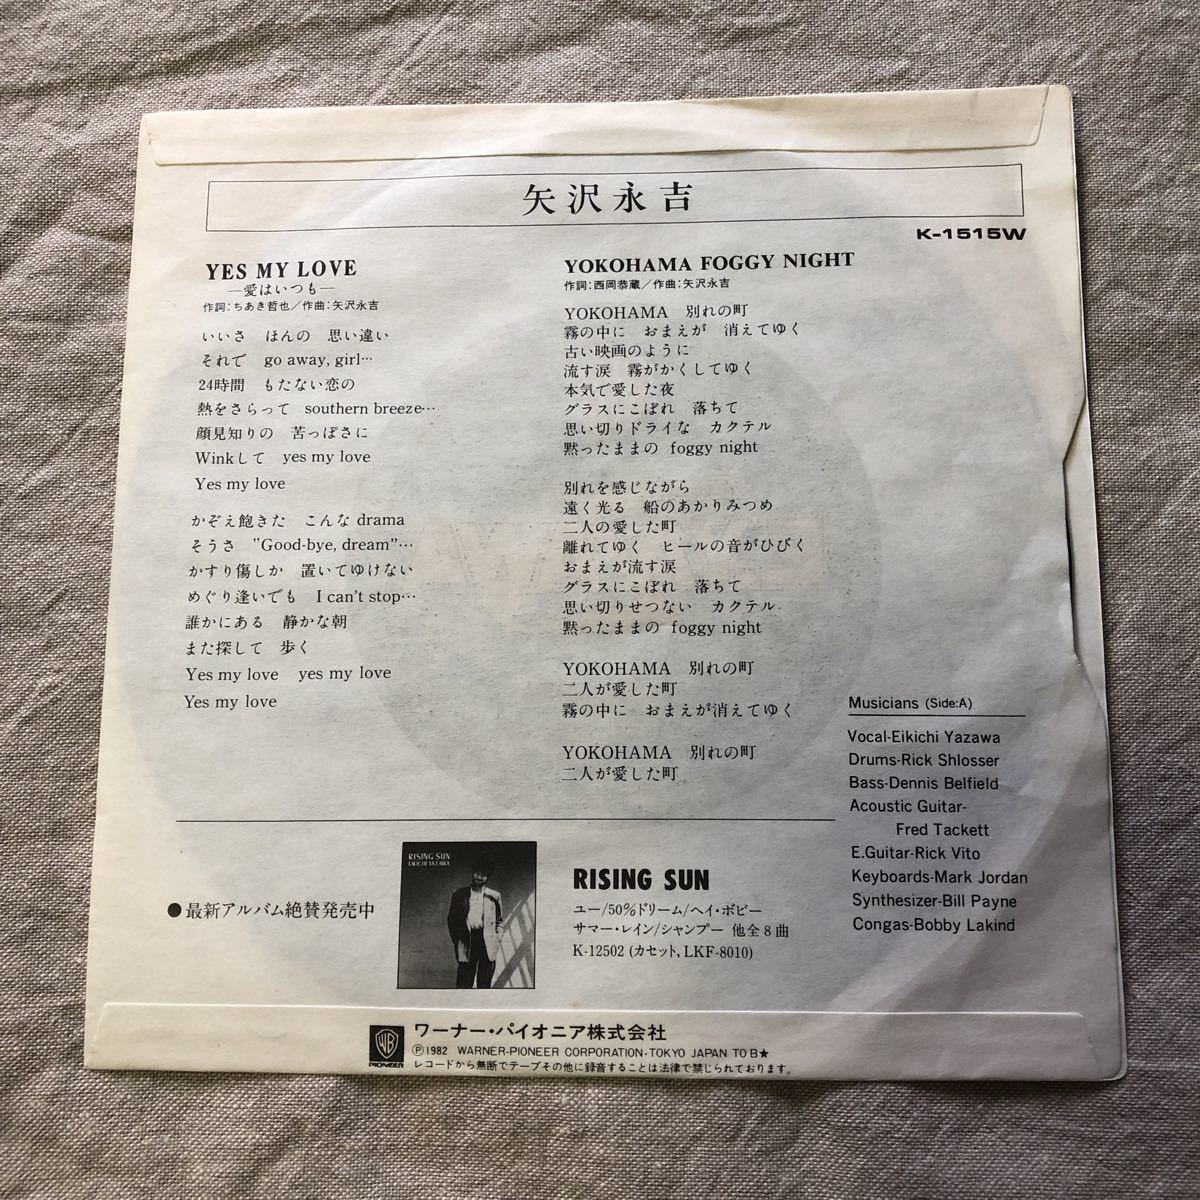 矢沢永吉
K-1515W
YES MY LOVE
―愛はいつも―
作詞:ちあき哲也/作曲:矢沢永吉
いいさ ほんの 思い違い
それで go away, girl…
24時間 もたない恋の
熱をさらって southern breeze…
顔見知りの 苦っぽさに
Winkして yes my love
Yes my love
かぞえ飽きた こんな drama
そうさ "Good-bye, dream"…
かすり傷しか 置いてゆけない
めぐり逢いでも I can't stop…
誰かにある 静かな朝
また探して 歩く
Yes my love yes my love
Yes my love
YOKOHAMA FOGGY NIGHT
作詞:西岡恭蔵/作曲:矢沢永吉
YOKOHAMA 別れの町
霧の中に おまえが 消えてゆく
古い映画のように
流す涙 霧がかくしてゆく
本気で愛した夜
グラスにこぼれ 落ちて
思い切りドライな カクテル
黙ったままの foggy night
別れを感じながら
遠く光る 船のあかりみつめ
二人の愛した町
離れてゆく ヒールの音がひびく
おまえが流す涙
グラスにこぼれ 落ちて
思い切りせつない カクテル
黙ったままの foggy night
YOKOHAMA 別れの町
二人が愛した町
霧の中に おまえが消えてゆく
YOKOHAMA 別れの町
二人が愛した町
Musicians (Side:A)
Vocal-Eikichi Yazawa
Drums-Rick Shlosser
Bass-Dennis Belfield
Acoustic Guitar-
Fred Tackett
E.Guitar-Rick Vito
Keyboards-Mark Jordan
Synthesizer-Bill Payne
Congas-Bobby Lakind
●最新アルバム絶賛発売中
RISING SUN
EIKICHI YAZAWA
RISING SUN
ユー/50%ドリーム/ヘイ・ボビー
サマー・レイン/シャンプー 他全8曲
K-12502 (カセット, LKF-8010)
WB
PIONEER
ワーナー・パイオニア株式会社
Ⓟ1982 WARNER-PIONEER CORPORATION・TOKYO JAPAN TO B★
レコードから無断でテープその他に録音することは法律で禁じられております。